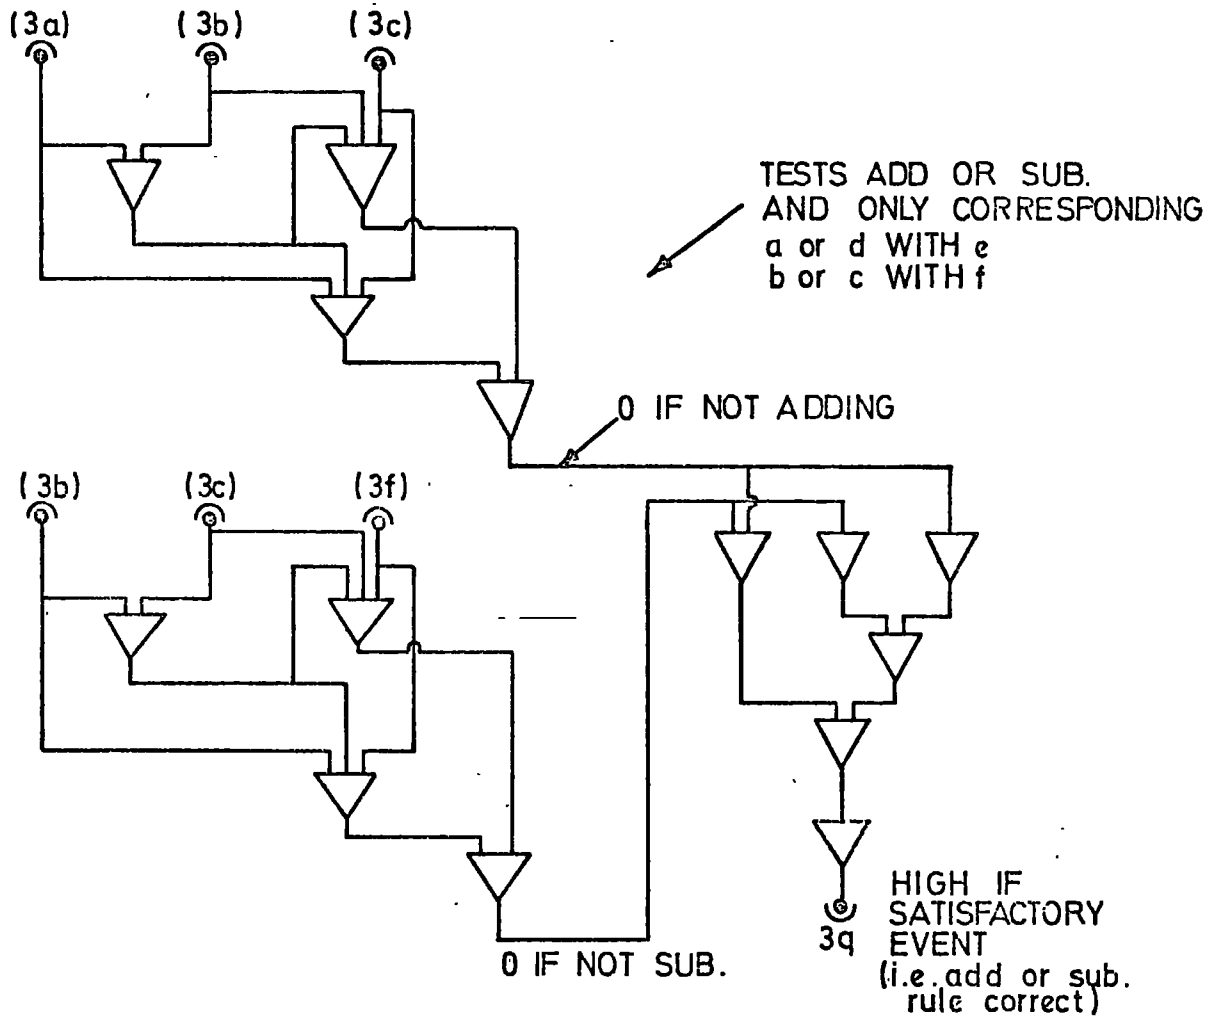 (3a) (3b) (3c)
TESTS ADD OR SUB.
AND ONLY CORRESPONDING
a or d WITH e
b or c WITH f
0 IF NOT ADDING
(3b) (3c) (3f)
0 IF NOT SUB.
3q
HIGH IF
SATISFACTORY
EVENT
(i.e. add or sub.
rule correct)